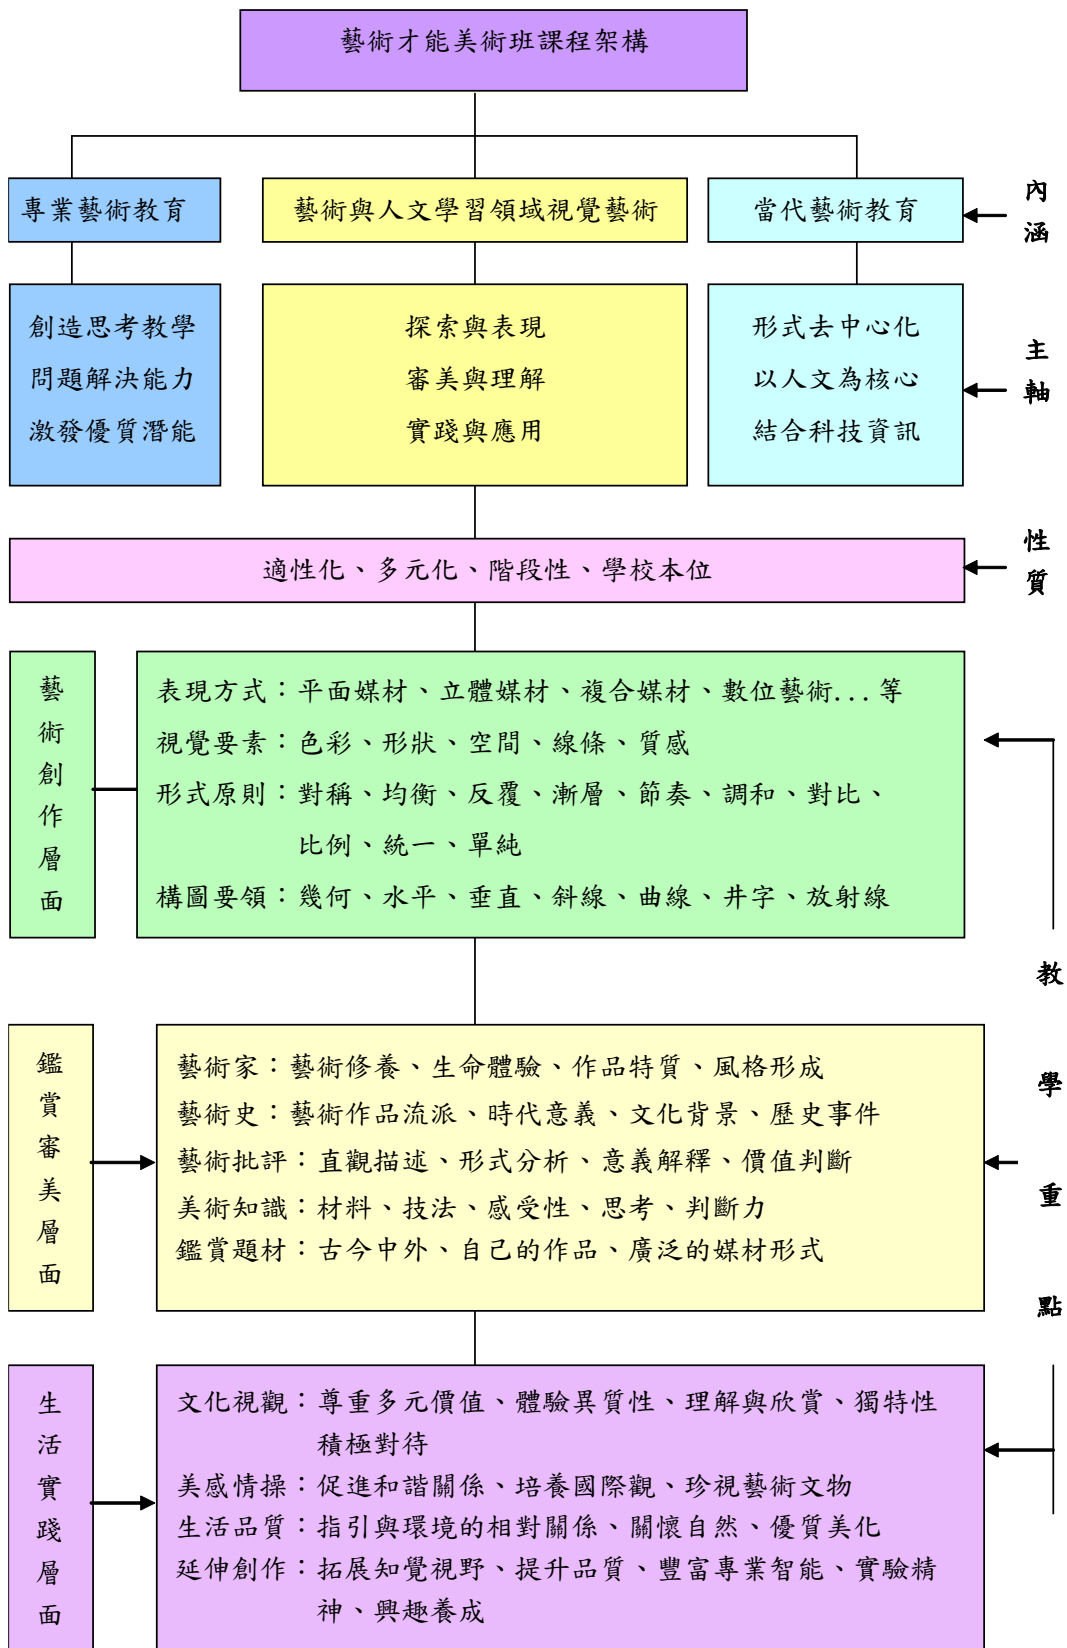 藝術才能美術班課程架構
專業藝術教育
藝術與人文學習領域視覺藝術
當代藝術教育
內涵
創造思考教學
問題解決能力
激發優質潛能
探索與表現
審美與理解
實踐與應用
形式去中心化
以人文為核心
結合科技資訊
主軸
適性化、多元化、階段性、學校本位
性質
藝術創作層面
表現方式：平面媒材、立體媒材、複合媒材、數位藝術...等
視覺要素：色彩、形狀、空間、線條、質感
形式原則：對稱、均衡、反覆、漸層、節奏、調和、對比、
比例、統一、單純
構圖要領：幾何、水平、垂直、斜線、曲線、井字、放射線
教學重點
鑑賞審美層面
藝術家：藝術修養、生命體驗、作品特質、風格形成
藝術史：藝術作品流派、時代意義、文化背景、歷史事件
藝術批評：直觀描述、形式分析、意義解釋、價值判斷
美術知識：材料、技法、感受性、思考、判斷力
鑑賞題材：古今中外、自己的作品、廣泛的媒材形式
生活實踐層面
文化視觀：尊重多元價值、體驗異質性、理解與欣賞、獨特性
積極對待
美感情操：促進和諧關係、培養國際觀、珍視藝術文物
生活品質：指引與環境的相對關係、關懷自然、優質美化
延伸創作：拓展知覺視野、提升品質、豐富專業智能、實驗精
神、興趣養成